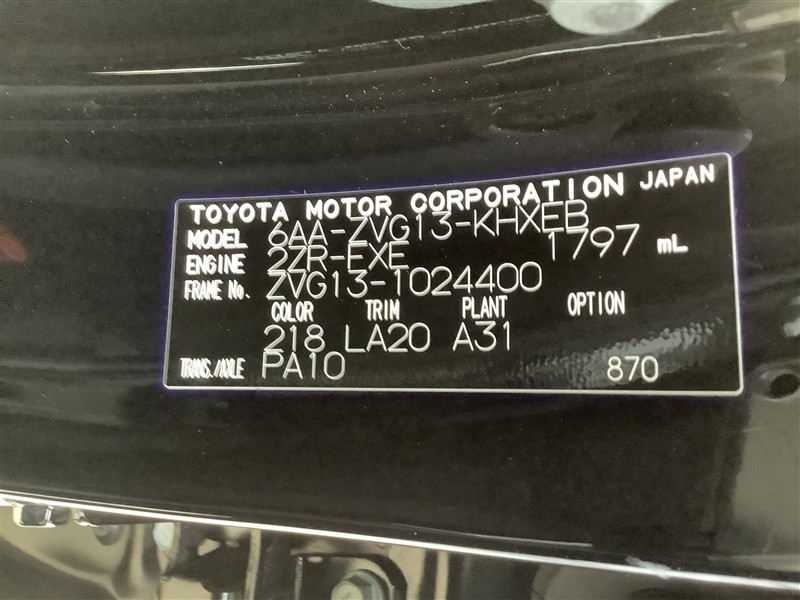 TOYOTA MOTOR CORPORATION JAPAN
MODEL 6AA-ZVG13-KHXEB
ENGINE 2ZR-EXE 1797 mL
FRAME No. ZVG13-1024400
COLOR TRIM PLANT OPTION
218 LA20 A31
TRANS./AXLE PA10 870